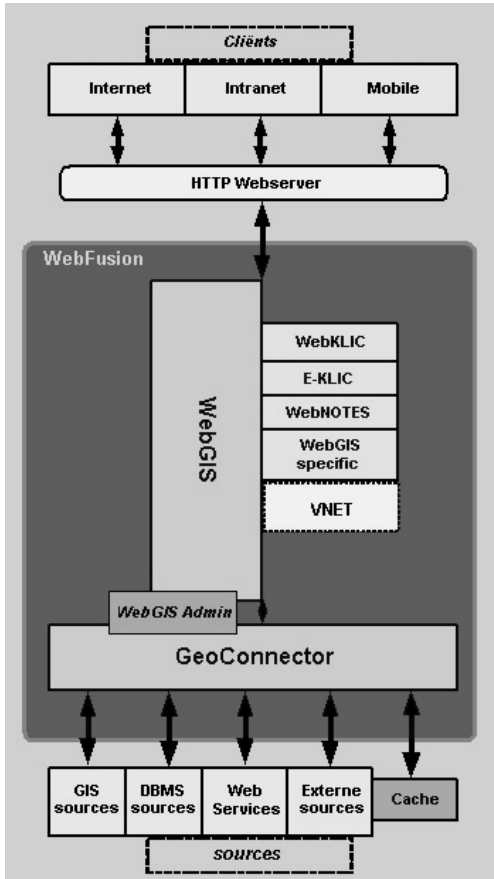 Cliënts
Internet Intranet Mobile
HTTP Webserver
WebFusion
WebGIS
WebKLIC
E-KLIC
WebNOTES
WebGIS
specific
VNET
WebGIS Admin
GeoConnector
GIS
sources
DBMS
sources
Web
Services
Externe
sources
Cache
sources